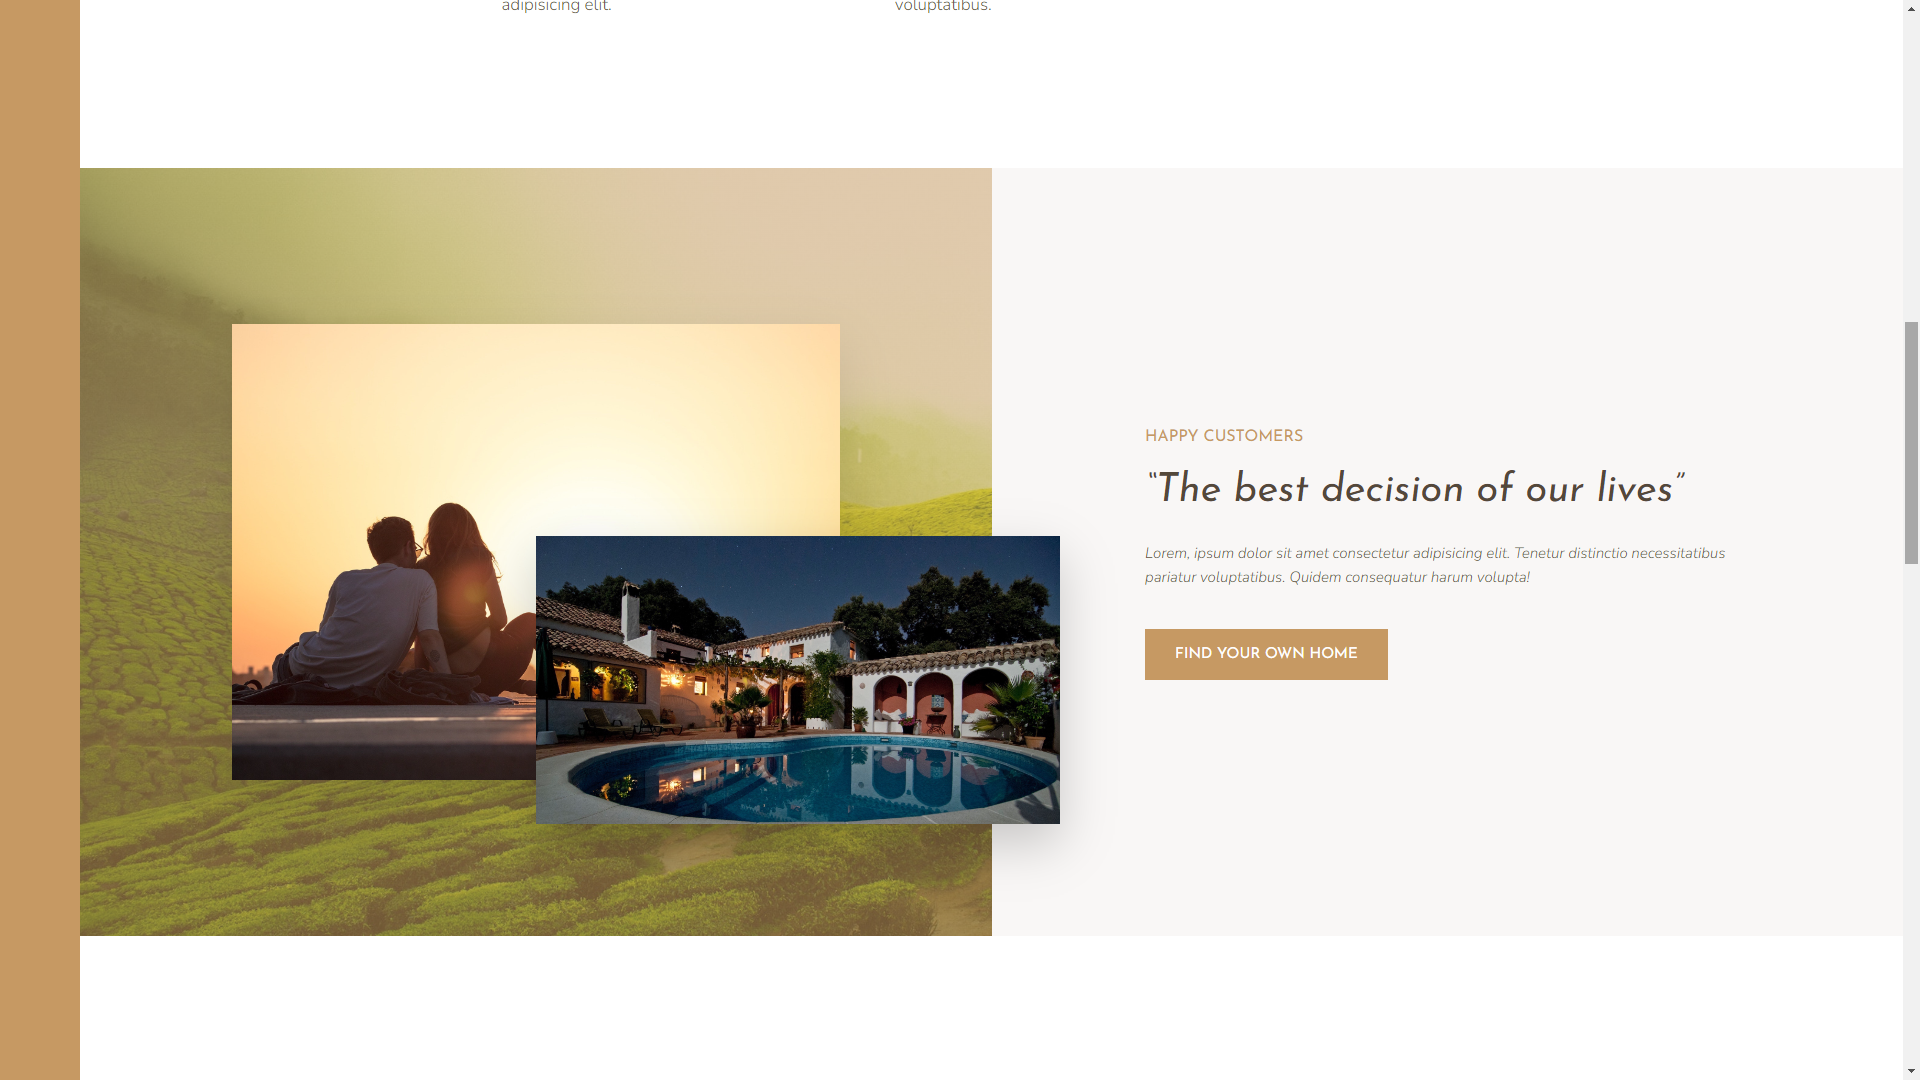 adipisicing elit.
voluptatibus.
HAPPY CUSTOMERS
“The best decision of our lives”
Lorem, ipsum dolor sit amet consectetur adipisicing elit. Tenetur distinctio necessitatibus
pariatur voluptatibus. Quidem consequatur harum volupta!
FIND YOUR OWN HOME